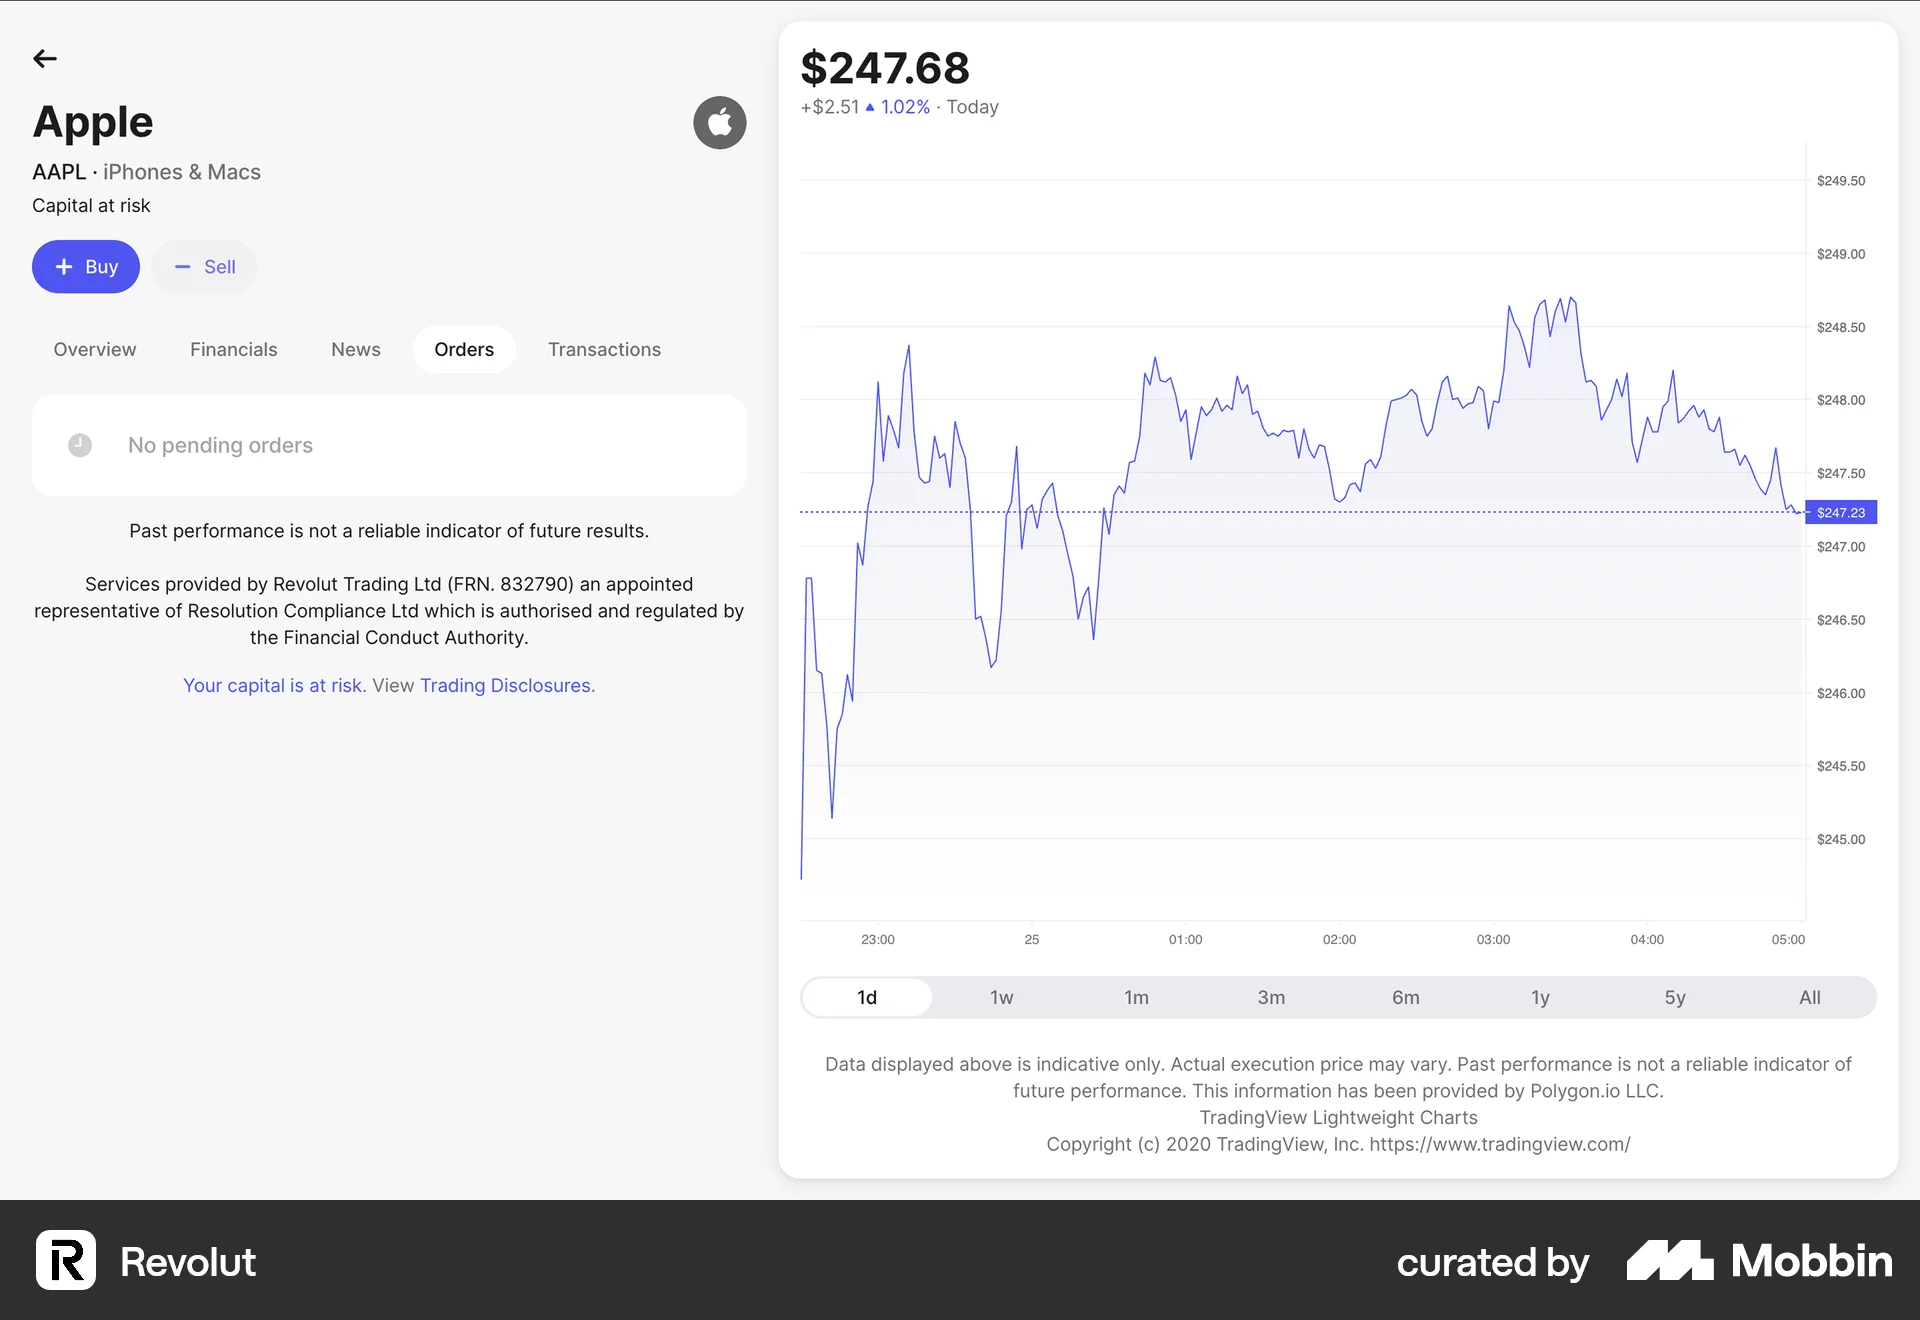 Apple
AAPL · iPhones & Macs
Capital at risk
Buy
Sell
Overview
Financials
News
Orders
Transactions
No pending orders
Past performance is not a reliable indicator of future results.
Services provided by Revolut Trading Ltd (FRN. 832790) an appointed
representative of Resolution Compliance Ltd which is authorised and regulated by
the Financial Conduct Authority.
Your capital is at risk. View Trading Disclosures.
$247.68
+$2.51 ▲ 1.02% · Today
$249.50
$249.00
$248.50
$248.00
$247.50
$247.23
$247.00
$246.50
$246.00
$245.50
$245.00
23:00
25
01:00
02:00
03:00
04:00
05:00
1d
1w
1m
3m
6m
1y
5y
All
Data displayed above is indicative only. Actual execution price may vary. Past performance is not a reliable indicator of
future performance. This information has been provided by Polygon.io LLC.
TradingView Lightweight Charts
Copyright (c) 2020 TradingView, Inc. https://www.tradingview.com/
Revolut
curated by
Mobbin